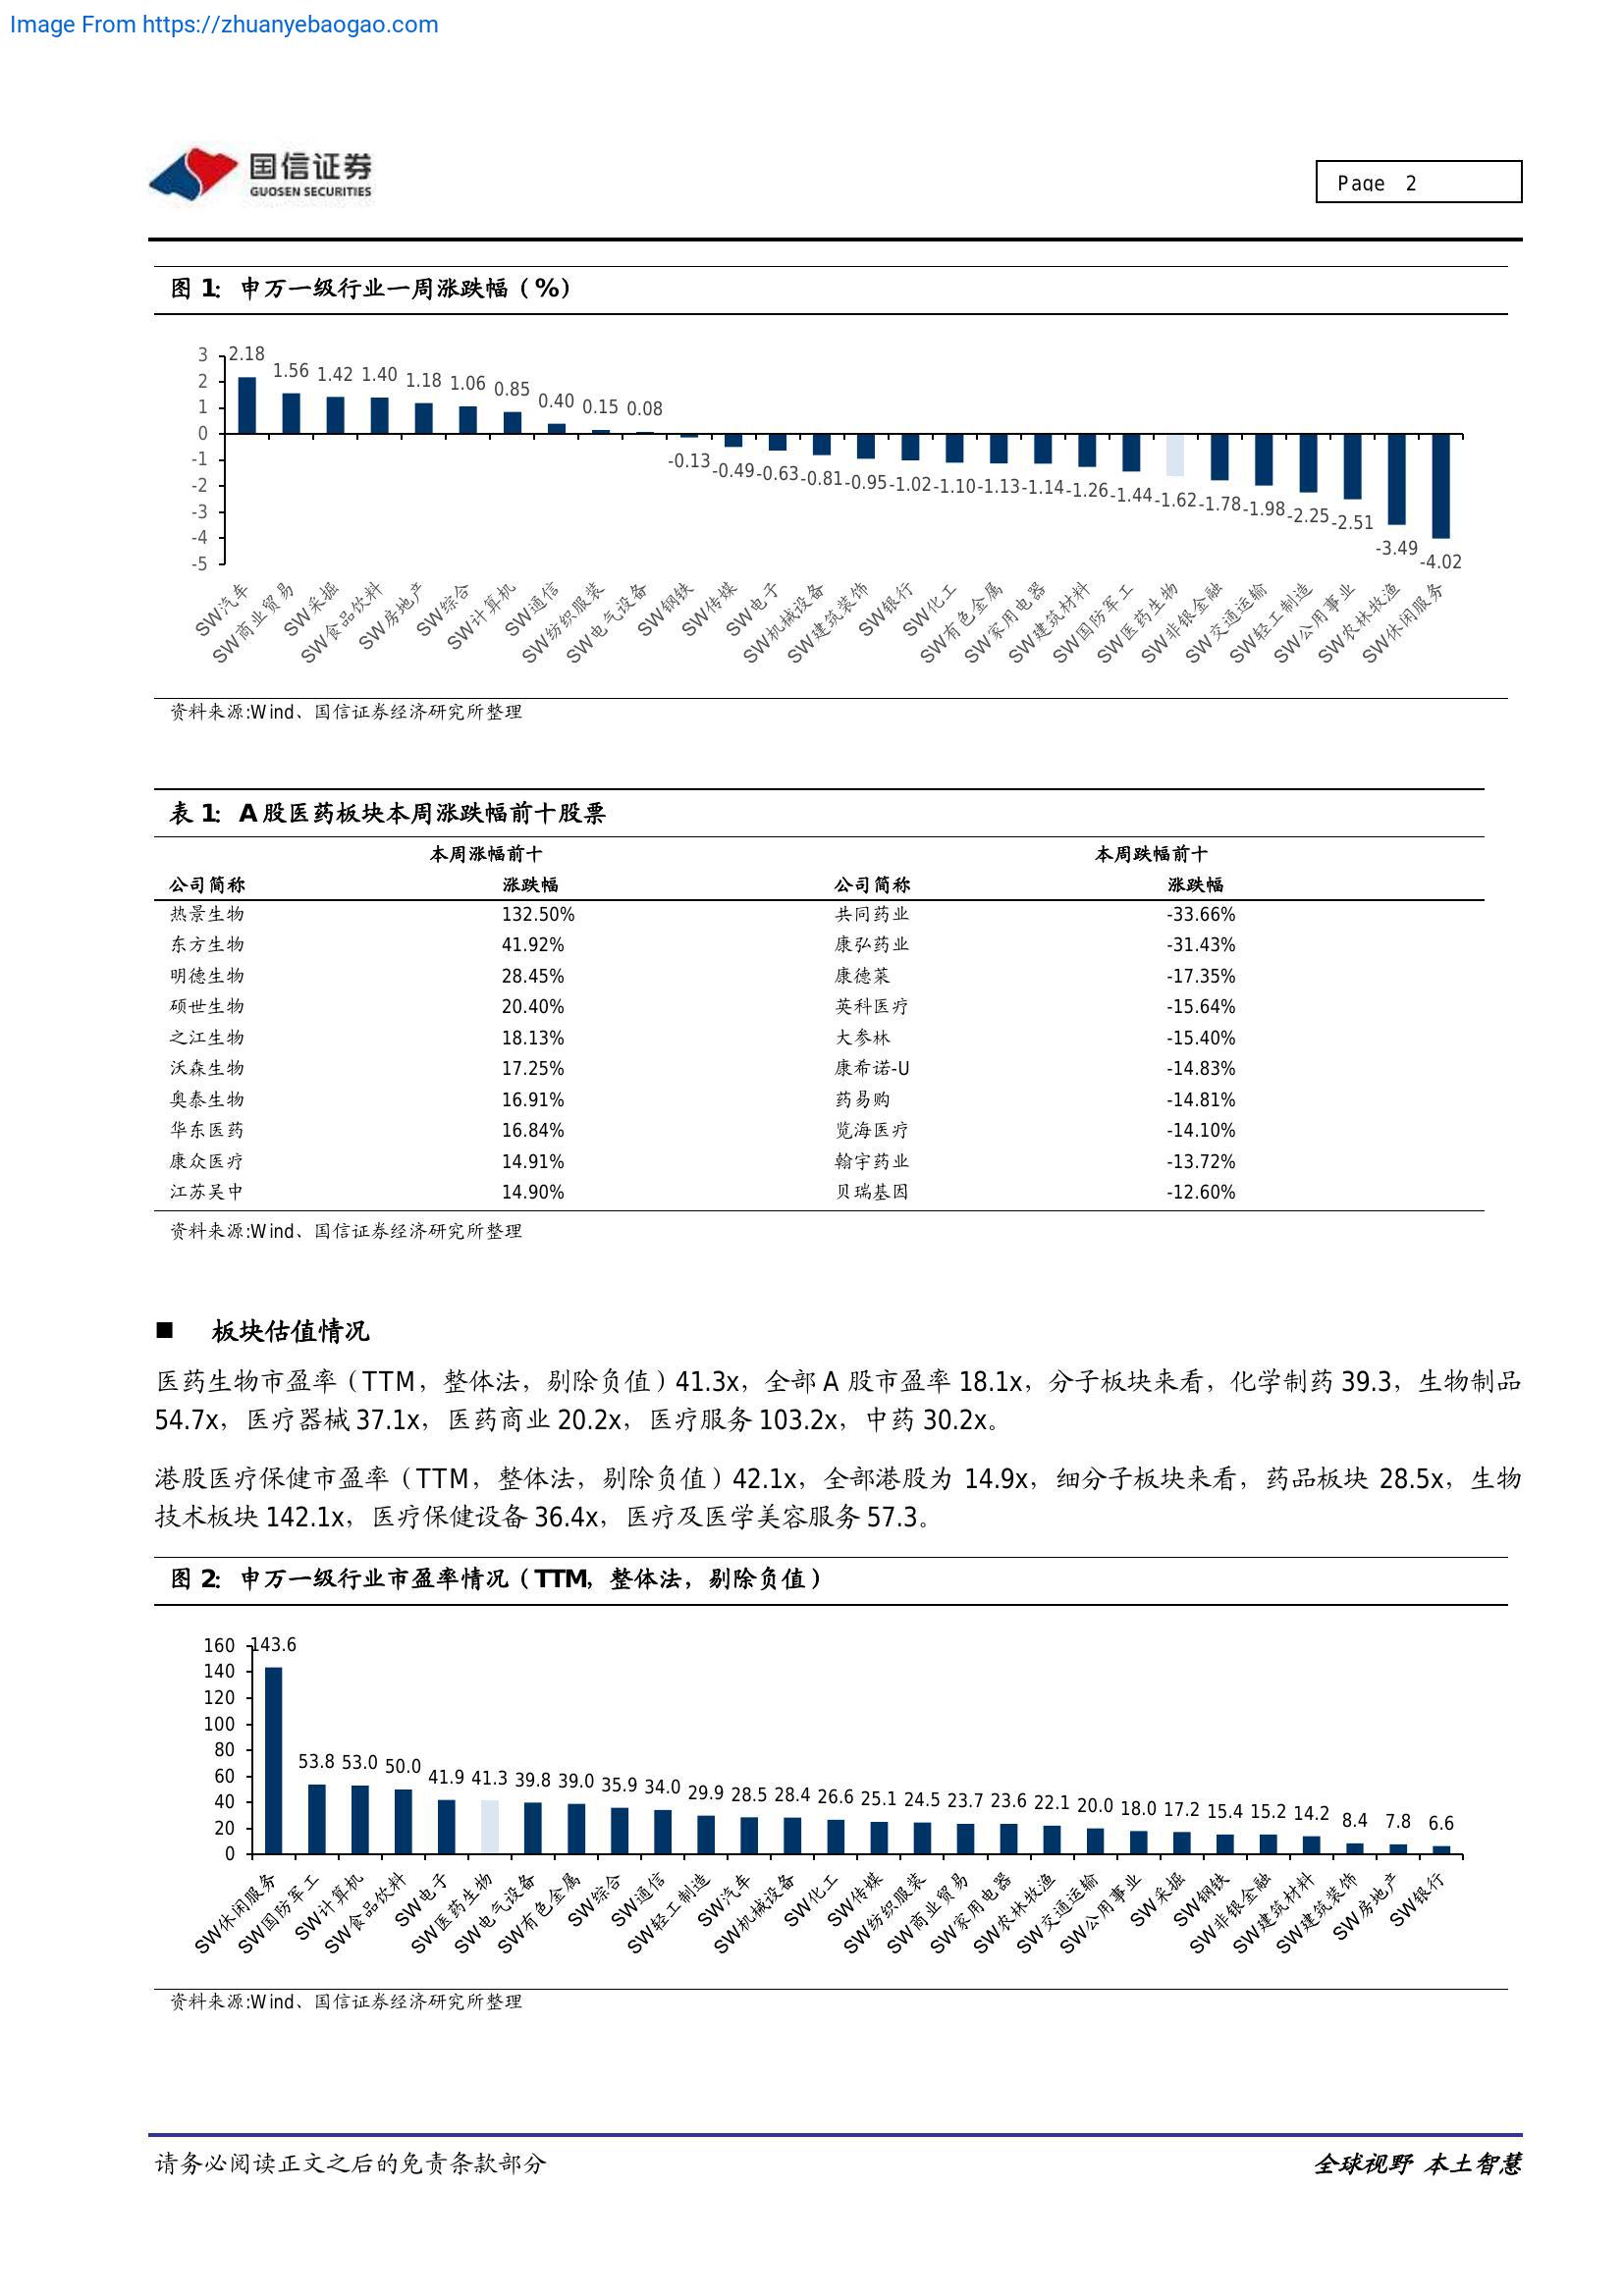 Image From https://zhuanyebaogao.com
国信证券
GUOSEN SECURITIES
Page 2
图 1：申万一级行业一周涨跌幅（%）
3
2
1
0
-1
-2
-3
-4
-5
2.18 1.56 1.42 1.40 1.18 1.06 0.85 0.40 0.15 0.08 -0.13 -0.49 -0.63 -0.81 -0.95 -1.02 -1.10 -1.13 -1.14 -1.26 -1.44 -1.62 -1.78 -1.98 -2.25 -2.51 -3.49 -4.02
SW汽车 SW商业贸易 SW采掘 SW食品饮料 SW房地产 SW综合 SW计算机 SW通信 SW纺织服装 SW电气设备 SW钢铁 SW传媒 SW电子 SW机械设备 SW建筑装饰 SW银行 SW化工 SW有色金属 SW家用电器 SW建筑材料 SW国防军工 SW医药生物 SW非银金融 SW交通运输 SW轻工制造 SW公用事业 SW农林牧渔 SW休闲服务
资料来源:Wind、国信证券经济研究所整理
表 1：A 股医药板块本周涨跌幅前十股票
本周涨幅前十 本周跌幅前十
公司简称 涨跌幅 公司简称 涨跌幅
热景生物 132.50% 共同药业 -33.66%
东方生物 41.92% 康弘药业 -31.43%
明德生物 28.45% 康德莱 -17.35%
硕世生物 20.40% 英科医疗 -15.64%
之江生物 18.13% 大参林 -15.40%
沃森生物 17.25% 康希诺-U -14.83%
奥泰生物 16.91% 药易购 -14.81%
华东医药 16.84% 览海医疗 -14.10%
康众医疗 14.91% 翰宇药业 -13.72%
江苏吴中 14.90% 贝瑞基因 -12.60%
资料来源:Wind、国信证券经济研究所整理
■ 板块估值情况
医药生物市盈率（TTM，整体法，剔除负值）41.3x，全部 A 股市盈率 18.1x，分子板块来看，化学制药 39.3，生物制品
54.7x，医疗器械 37.1x，医药商业 20.2x，医疗服务 103.2x，中药 30.2x。
港股医疗保健市盈率（TTM，整体法，剔除负值）42.1x，全部港股为 14.9x，细分子板块来看，药品板块 28.5x，生物
技术板块 142.1x，医疗保健设备 36.4x，医疗及医学美容服务 57.3。
图 2：申万一级行业市盈率情况（TTM，整体法，剔除负值）
160
140
120
100
80
60
40
20
0
143.6 53.8 53.0 50.0 41.9 41.3 39.8 39.0 35.9 34.0 29.9 28.5 28.4 26.6 25.1 24.5 23.7 23.6 22.1 20.0 18.0 17.2 15.4 15.2 14.2 8.4 7.8 6.6
SW休闲服务 SW国防军工 SW计算机 SW食品饮料 SW电子 SW医药生物 SW电气设备 SW有色金属 SW综合 SW通信 SW轻工制造 SW汽车 SW机械设备 SW化工 SW传媒 SW纺织服装 SW商业贸易 SW家用电器 SW农林牧渔 SW交通运输 SW公用事业 SW采掘 SW钢铁 SW非银金融 SW建筑材料 SW建筑装饰 SW房地产 SW银行
资料来源:Wind、国信证券经济研究所整理
请务必阅读正文之后的免责条款部分
全球视野 本土智慧